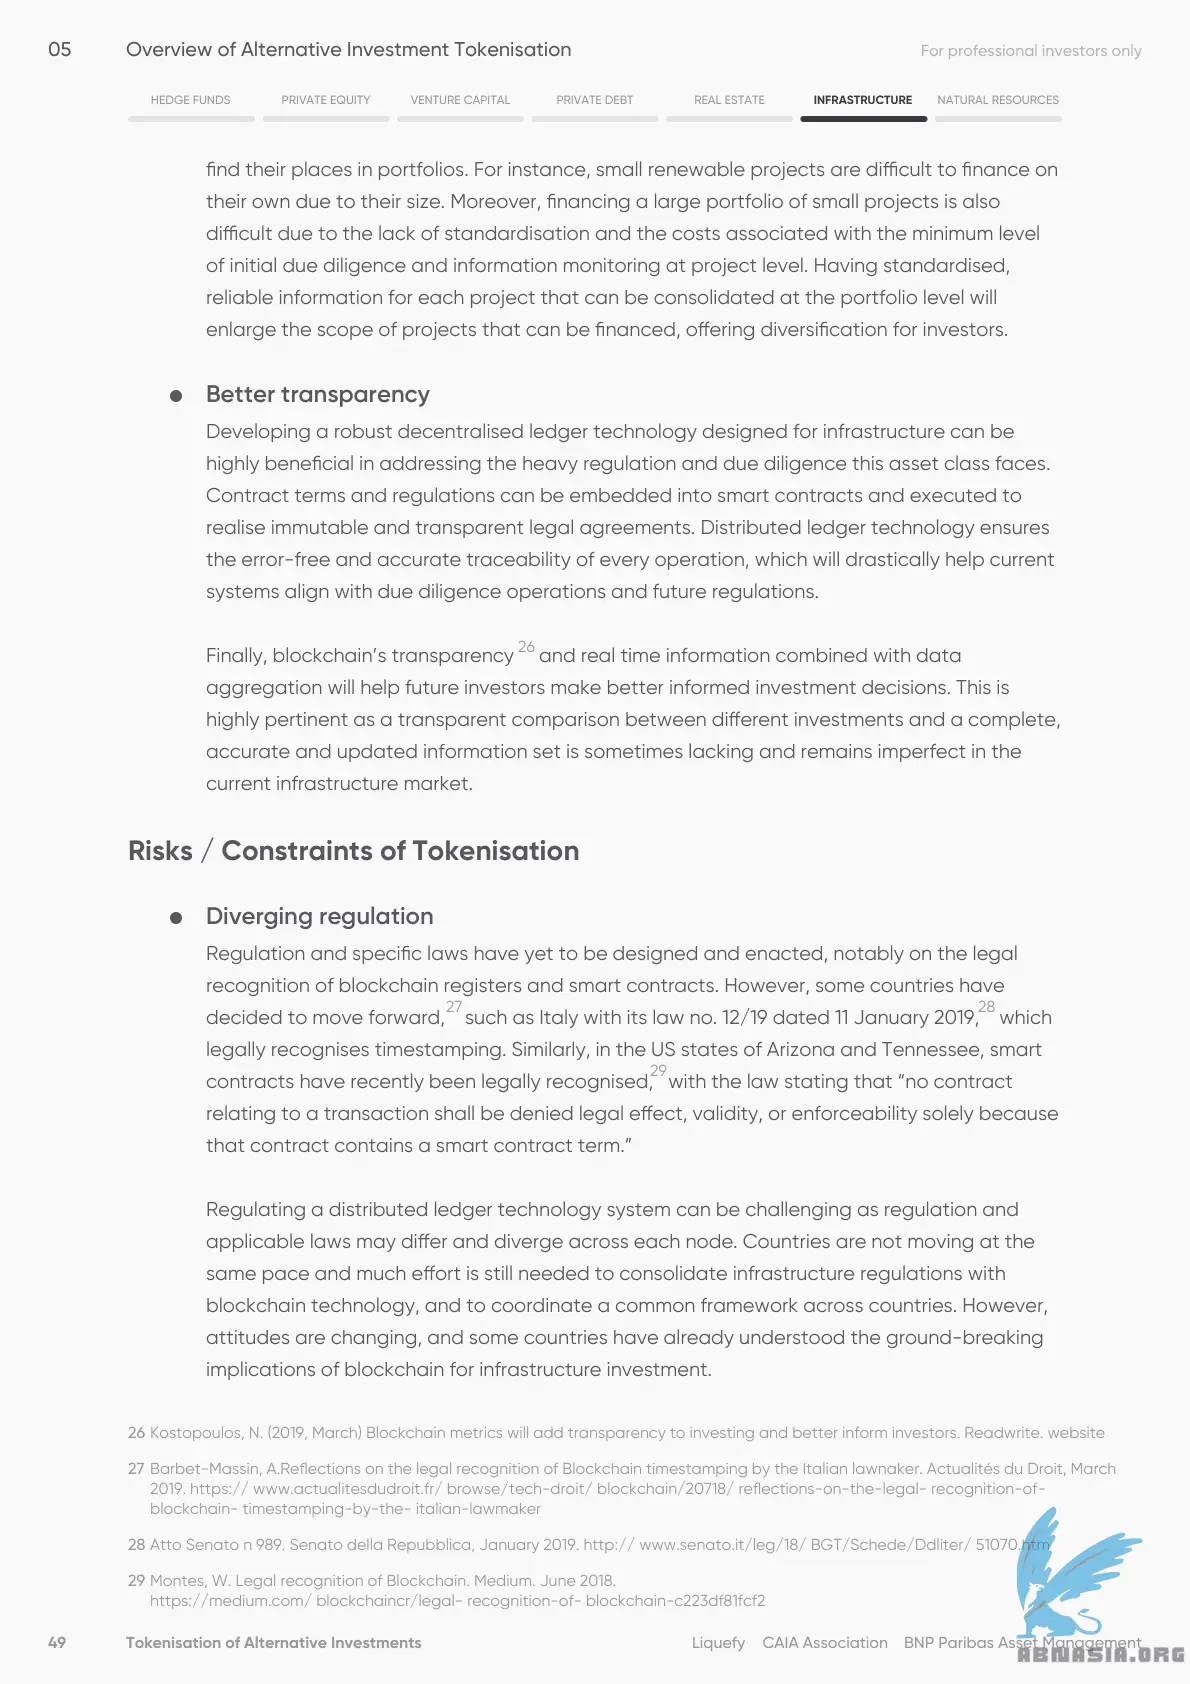 05 Overview of Alternative Investment Tokenisation For professional investors only
HEDGE FUNDS PRIVATE EQUITY VENTURE CAPITAL PRIVATE DEBT REAL ESTATE INFRASTRUCTURE NATURAL RESOURCES
find their places in portfolios. For instance, small renewable projects are difficult to finance on
their own due to their size. Moreover, financing a large portfolio of small projects is also
difficult due to the lack of standardisation and the costs associated with the minimum level
of initial due diligence and information monitoring at project level. Having standardised,
reliable information for each project that can be consolidated at the portfolio level will
enlarge the scope of projects that can be financed, offering diversification for investors.
● Better transparency
Developing a robust decentralised ledger technology designed for infrastructure can be
highly beneficial in addressing the heavy regulation and due diligence this asset class faces.
Contract terms and regulations can be embedded into smart contracts and executed to
realise immutable and transparent legal agreements. Distributed ledger technology ensures
the error-free and accurate traceability of every operation, which will drastically help current
systems align with due diligence operations and future regulations.
Finally, blockchain’s transparency 26 and real time information combined with data
aggregation will help future investors make better informed investment decisions. This is
highly pertinent as a transparent comparison between different investments and a complete,
accurate and updated information set is sometimes lacking and remains imperfect in the
current infrastructure market.
Risks / Constraints of Tokenisation
● Diverging regulation
Regulation and specific laws have yet to be designed and enacted, notably on the legal
recognition of blockchain registers and smart contracts. However, some countries have
decided to move forward,27 such as Italy with its law no. 12/19 dated 11 January 2019,28 which
legally recognises timestamping. Similarly, in the US states of Arizona and Tennessee, smart
contracts have recently been legally recognised,29 with the law stating that “no contract
relating to a transaction shall be denied legal effect, validity, or enforceability solely because
that contract contains a smart contract term.”
Regulating a distributed ledger technology system can be challenging as regulation and
applicable laws may differ and diverge across each node. Countries are not moving at the
same pace and much effort is still needed to consolidate infrastructure regulations with
blockchain technology, and to coordinate a common framework across countries. However,
attitudes are changing, and some countries have already understood the ground-breaking
implications of blockchain for infrastructure investment.
26 Kostopoulos, N. (2019, March) Blockchain metrics will add transparency to investing and better inform investors. Readwrite. website
27 Barbet-Massin, A.Reflections on the legal recognition of Blockchain timestamping by the Italian lawnaker. Actualités du Droit, March
2019. https:// www.actualitesdudroit.fr/ browse/tech-droit/ blockchain/20718/ reflections-on-the-legal- recognition-of-
blockchain- timestamping-by-the- italian-lawmaker
28 Atto Senato n 989. Senato della Repubblica, January 2019. http:// www.senato.it/leg/18/ BGT/Schede/Ddliter/ 51070.htm
29 Montes, W. Legal recognition of Blockchain. Medium. June 2018.
https://medium.com/ blockchaincr/legal- recognition-of- blockchain-c223df81fcf2
49 Tokenisation of Alternative Investments Liquefy CAIA Association BNP Paribas Asset Management
ABMASIA.ORG